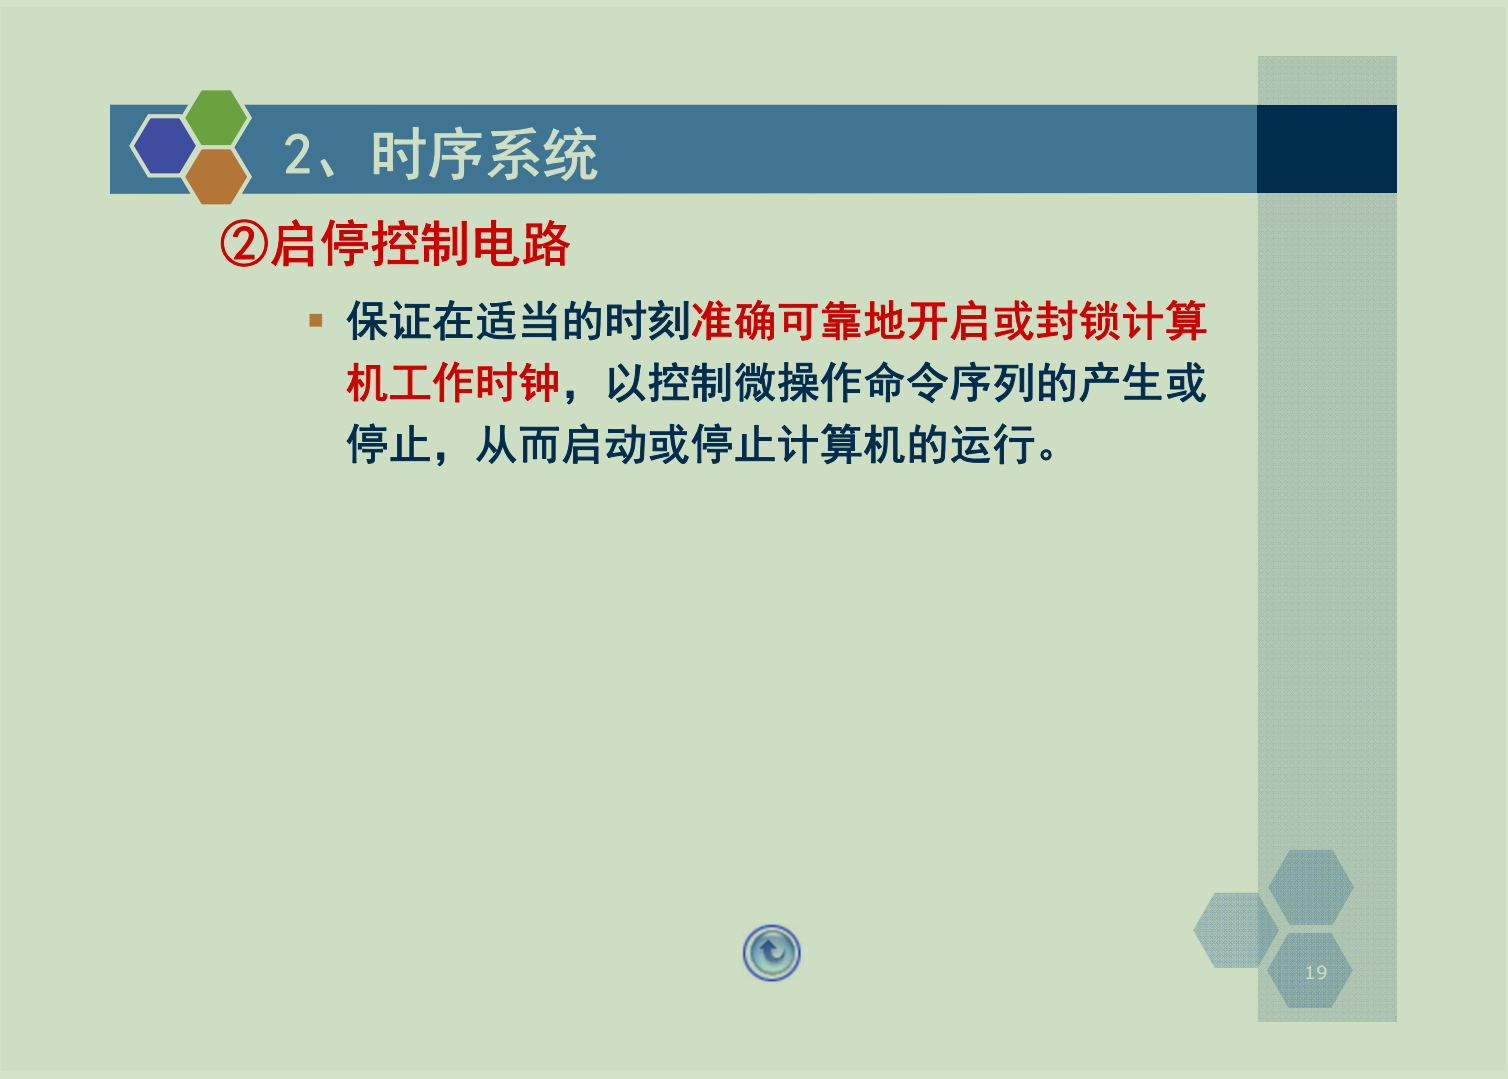 2、时序系统
②启停控制电路
▪ 保证在适当的时刻准确可靠地开启或封锁计算
机工作时钟，以控制微操作命令序列的产生或
停止，从而启动或停止计算机的运行。
19